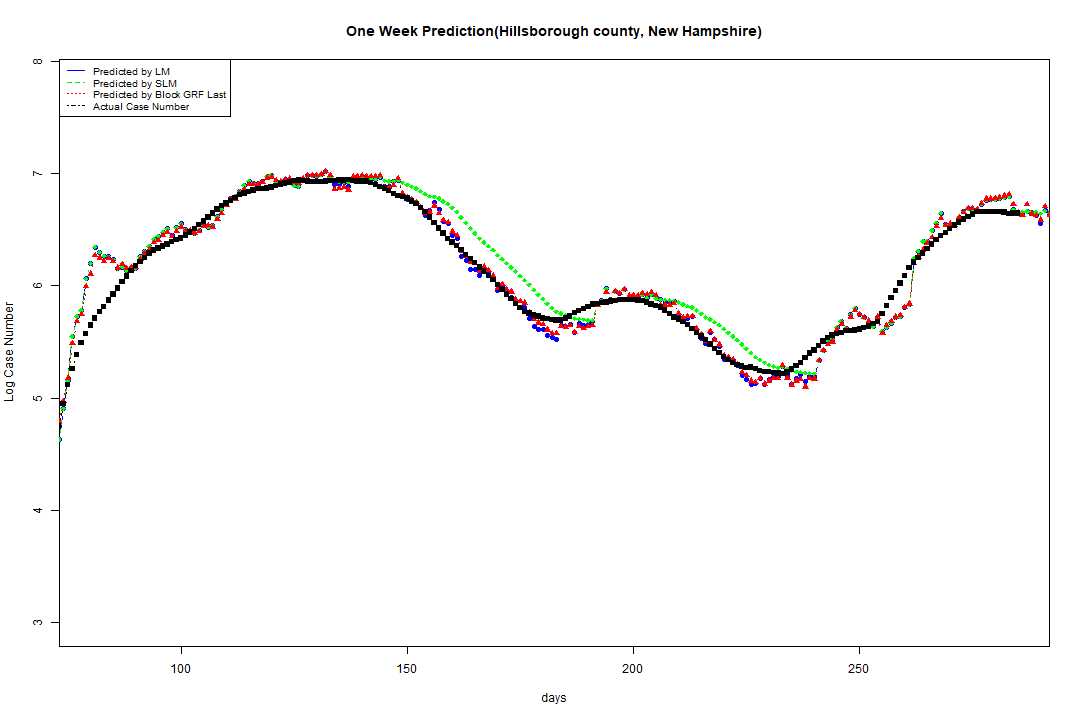 One Week Prediction(Hillsborough county, New Hampshire)
Predicted by LM
Predicted by SLM
Predicted by Block GRF Last
Actual Case Number
8
7
6
5
4
3
Log Case Number
100 150 200 250
days